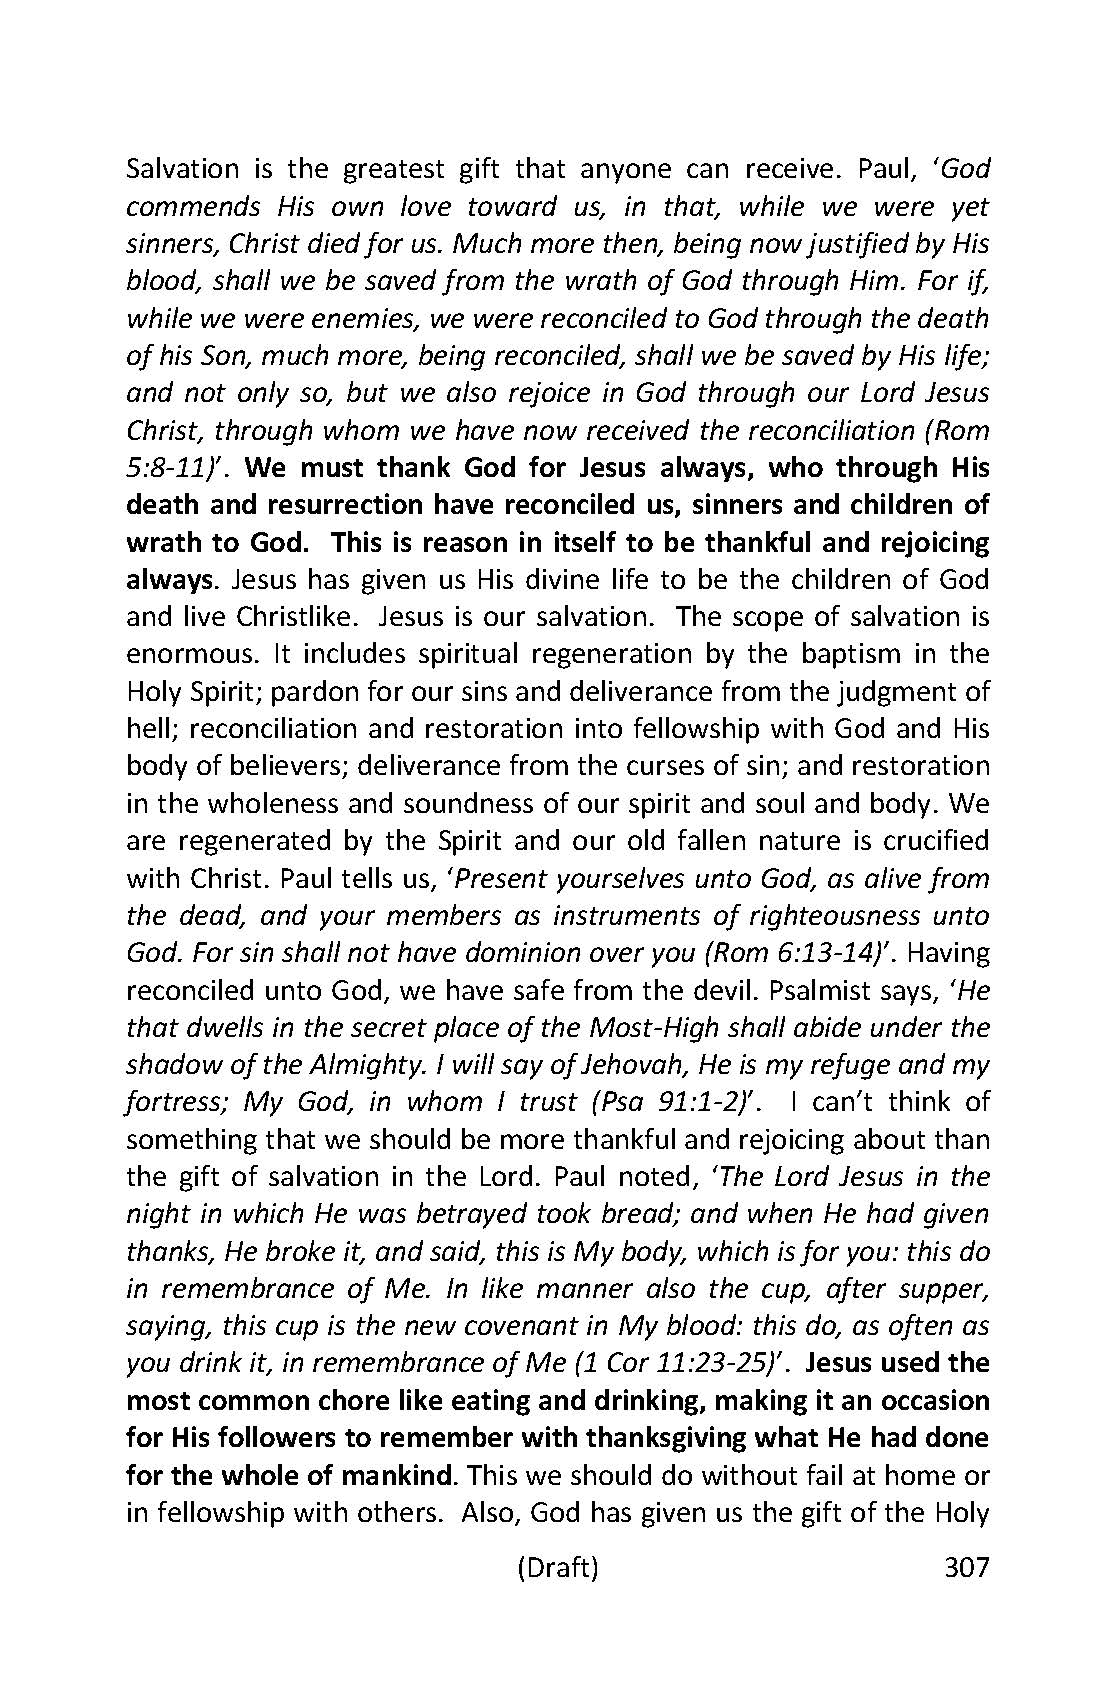 Salvation is the greatest gift that anyone can receive. Paul, ‘God
commends His own love toward us, in that, while we were yet
sinners, Christ died for us. Much more then, being now justified by His
blood, shall we be saved from the wrath of God through Him. For if,
while we were enemies, we were reconciled to God through the death
of his Son, much more, being reconciled, shall we be saved by His life;
and not only so, but we also rejoice in God through our Lord Jesus
Christ, through whom we have now received the reconciliation (Rom
5:8-11)’. We must thank God for Jesus always, who through His
death and resurrection have reconciled us, sinners and children of
wrath to God.  This is reason in itself to be thankful and rejoicing
always. Jesus has given us His divine life to be the children of God
and live Christlike.  Jesus is our salvation.  The scope of salvation is
enormous. It includes spiritual regeneration by the baptism in the
Holy Spirit; pardon for our sins and deliverance from the judgment of
hell; reconciliation and restoration into fellowship with God and His
body of believers; deliverance from the curses of sin; and restoration
in the wholeness and soundness of our spirit and soul and body. We
are regenerated by the Spirit and our old fallen nature is crucified
with Christ. Paul tells us, ‘Present yourselves unto God, as alive from
the dead, and your members as instruments of righteousness unto
God. For sin shall not have dominion over you (Rom 6:13-14)’. Having
reconciled unto God, we have safe from the devil. Psalmist says, ‘He
that dwells in the secret place of the Most-High shall abide under the
shadow of the Almighty. I will say of Jehovah, He is my refuge and my
fortress; My God, in whom I trust (Psa 91:1-2)’.  I can’t think of
something that we should be more thankful and rejoicing about than
the gift of salvation in the Lord. Paul noted, ‘The Lord Jesus in the
night in which He was betrayed took bread; and when He had given
thanks, He broke it, and said, this is My body, which is for you: this do
in remembrance of Me. In like manner also the cup, after supper,
saying, this cup is the new covenant in My blood: this do, as often as
you drink it, in remembrance of Me (1 Cor 11:23-25)’.  Jesus used the
most common chore like eating and drinking, making it an occasion
for His followers to remember with thanksgiving what He had done
for the whole of mankind. This we should do without fail at home or
in fellowship with others.  Also, God has given us the gift of the Holy
(Draft) 307